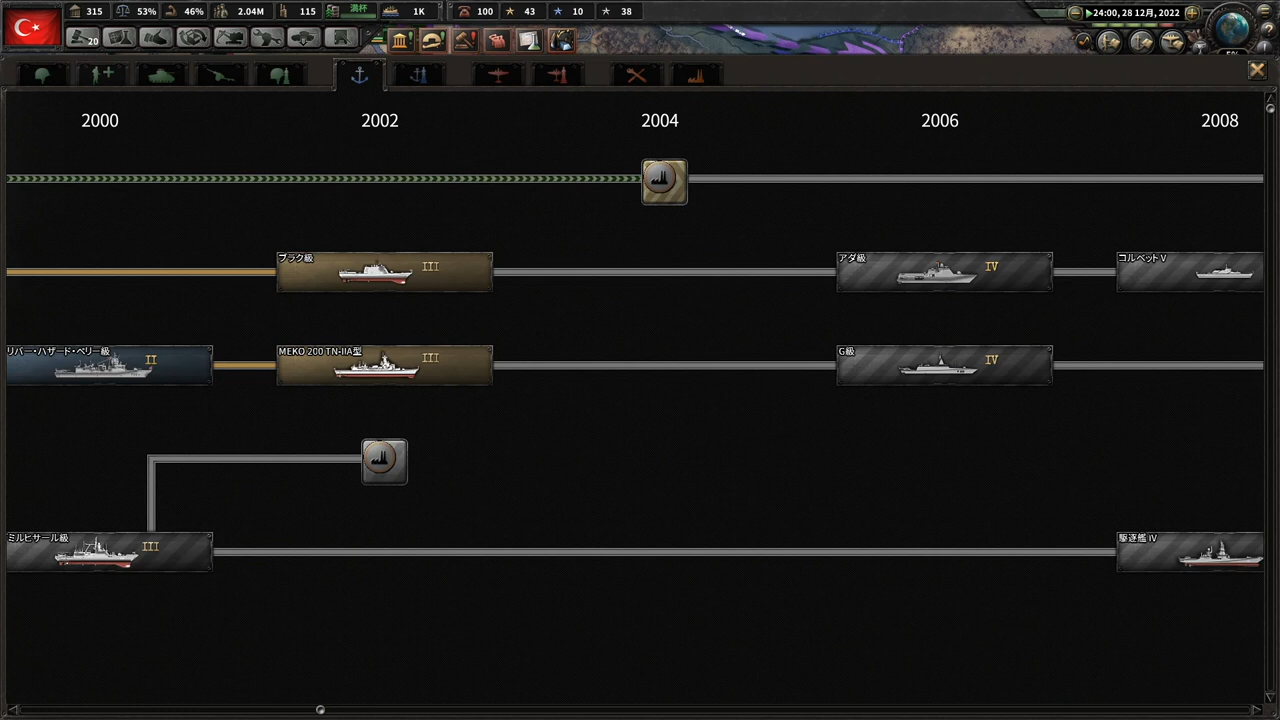 315 53% 46% 2.04M 115 満杯 1K 100 43 10 38 24:00, 28 12月, 2022
20
2000 2002 2004 2006 2008
ブラク級 III アダ級 IV コルベット V
リバー・ハザード・ペリー級 II MEKO 200 TN-IIA型 III G級 IV
ミルヒサール級 III 駆逐艦 IV